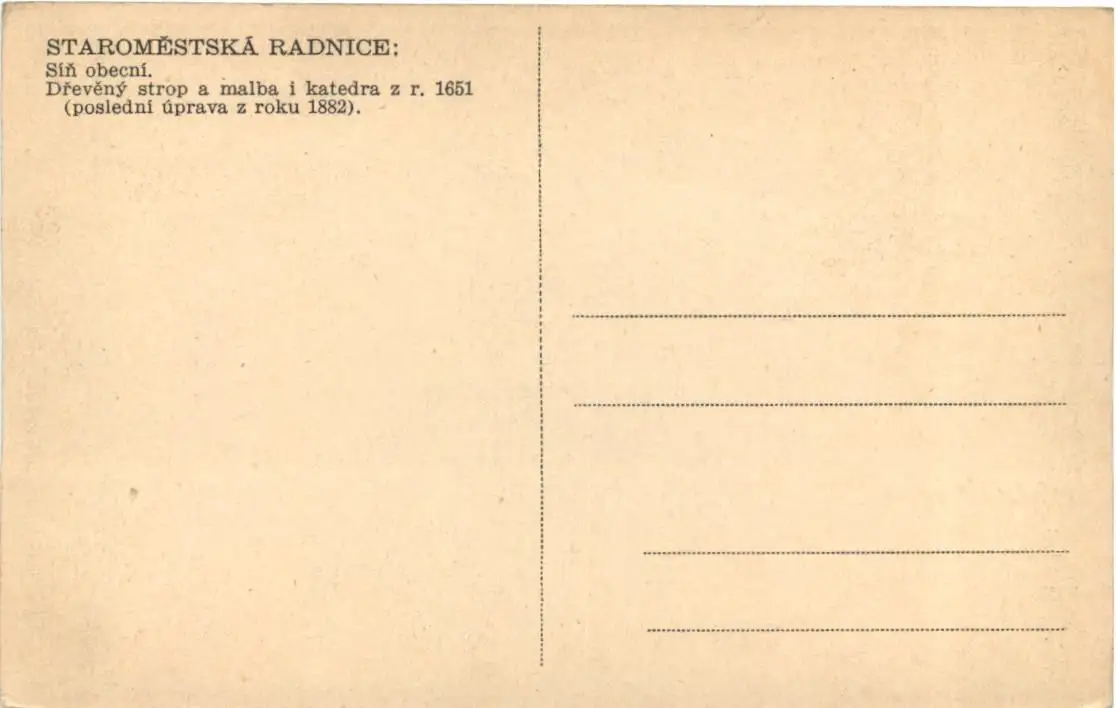 STAROMĚSTSKÁ RADNICE:
Síň obecní.
Dřevěný strop a malba i katedra z r. 1651
(poslední úprava z roku 1882).